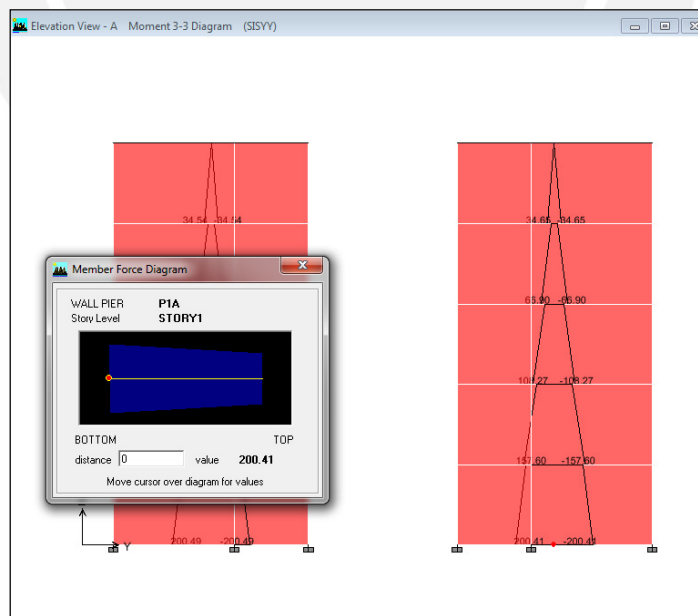 Elevation View - A Moment 3-3 Diagram (SISYY)
34.54 -34.54
34.65 -34.65
Member Force Diagram
WALL PIER P1A
Story Level STORY1
BOTTOM TOP
distance 0 value 200.41
Move cursor over diagram for values
66.90 -66.90
108.27 -108.27
157.60 -157.60
Y
200.49 -200.49
200.41 -200.41